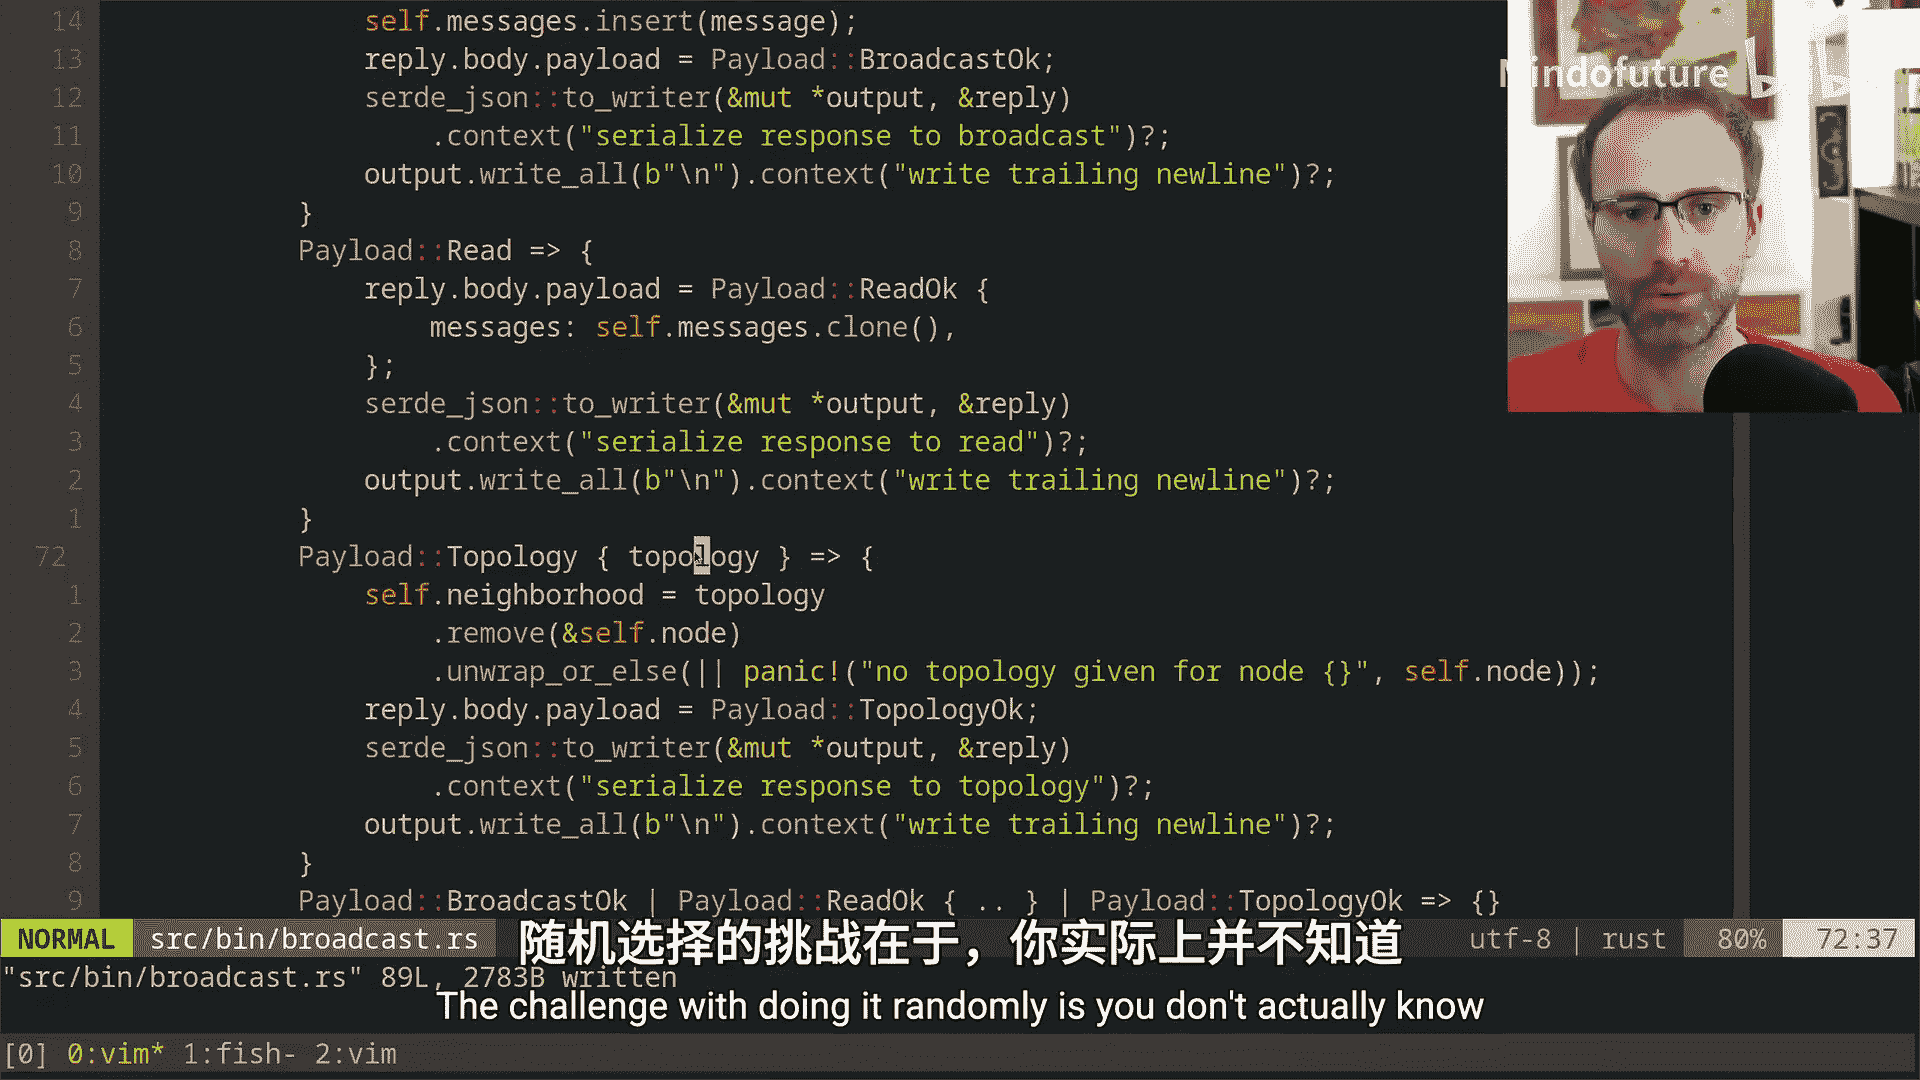 14 self.messages.insert(message);
13 reply.body.payload = Payload::BroadcastOk;
indofuture
12 serde_json::to_writer(&mut *output, &reply)
11 .context("serialize response to broadcast")?;
10 output.write_all(b"\n").context("write trailing newline")?;
9 }
8 Payload::Read => {
7 reply.body.payload = Payload::ReadOk {
6 messages: self.messages.clone(),
5 };
4 serde_json::to_writer(&mut *output, &reply)
3 .context("serialize response to read")?;
2 output.write_all(b"\n").context("write trailing newline")?;
1 }
72 Payload::Topology { topology } => {
1 self.neighborhood = topology
2 .remove(&self.node)
3 .unwrap_or_else(|| panic!("no topology given for node {}", self.node));
4 reply.body.payload = Payload::TopologyOk;
5 serde_json::to_writer(&mut *output, &reply)
6 .context("serialize response to topology")?;
7 output.write_all(b"\n").context("write trailing newline")?;
8 }
9 Payload::BroadcastOk | Payload::ReadOk { .. } | Payload::TopologyOk => {}
NORMAL src/bin/broadcast.rs utf-8 | rust 80% 72:37
随机选择的挑战在于，你实际上并不知道
"src/bin/broadcast.rs" 89L, 2783B written
The challenge with doing it randomly is you don't actually know
[0] 0:vim* 1:fish- 2:vim